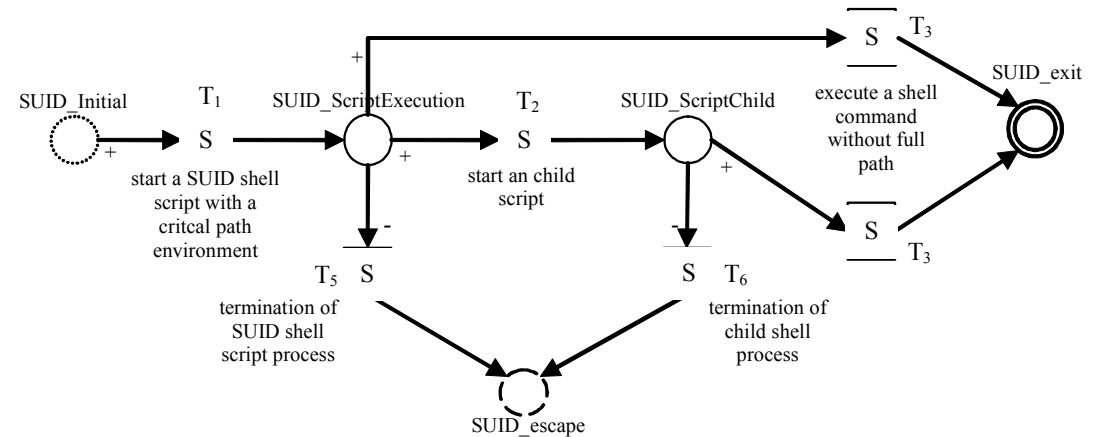 T3
S
SUID_exit
SUID_Initial
T1
SUID_ScriptExecution
T2
SUID_ScriptChild
+
execute a shell
command
without full
path
S
S
+
+
+
start a SUID shell
script with a
critcal path
environment
start an child
script
-
-
S
T3
T5 S
S T6
termination of
SUID shell
script process
termination of
child shell
process
SUID_escape